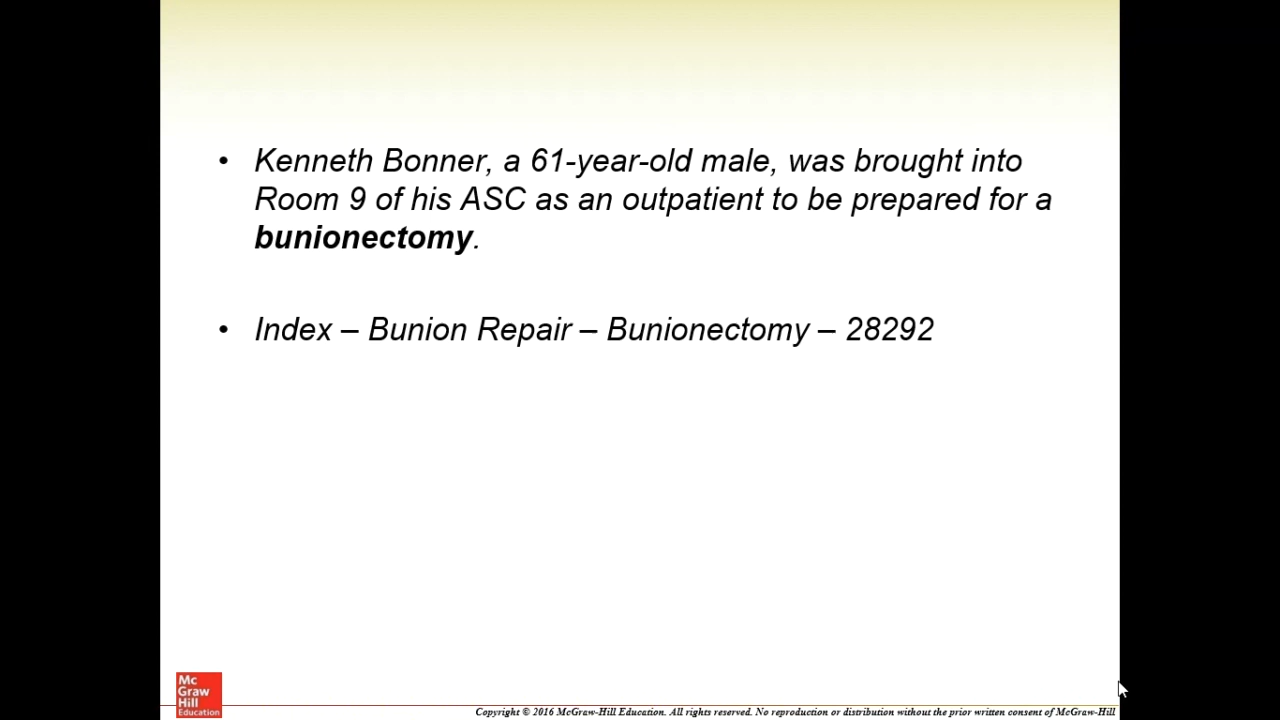 • Kenneth Bonner, a 61-year-old male, was brought into
Room 9 of his ASC as an outpatient to be prepared for a
bunionectomy.
• Index – Bunion Repair – Bunionectomy – 28292
Mc
Graw
Hill
Education
Copyright © 2016 McGraw-Hill Education. All rights reserved. No reproduction or distribution without the prior written consent of McGraw-Hill